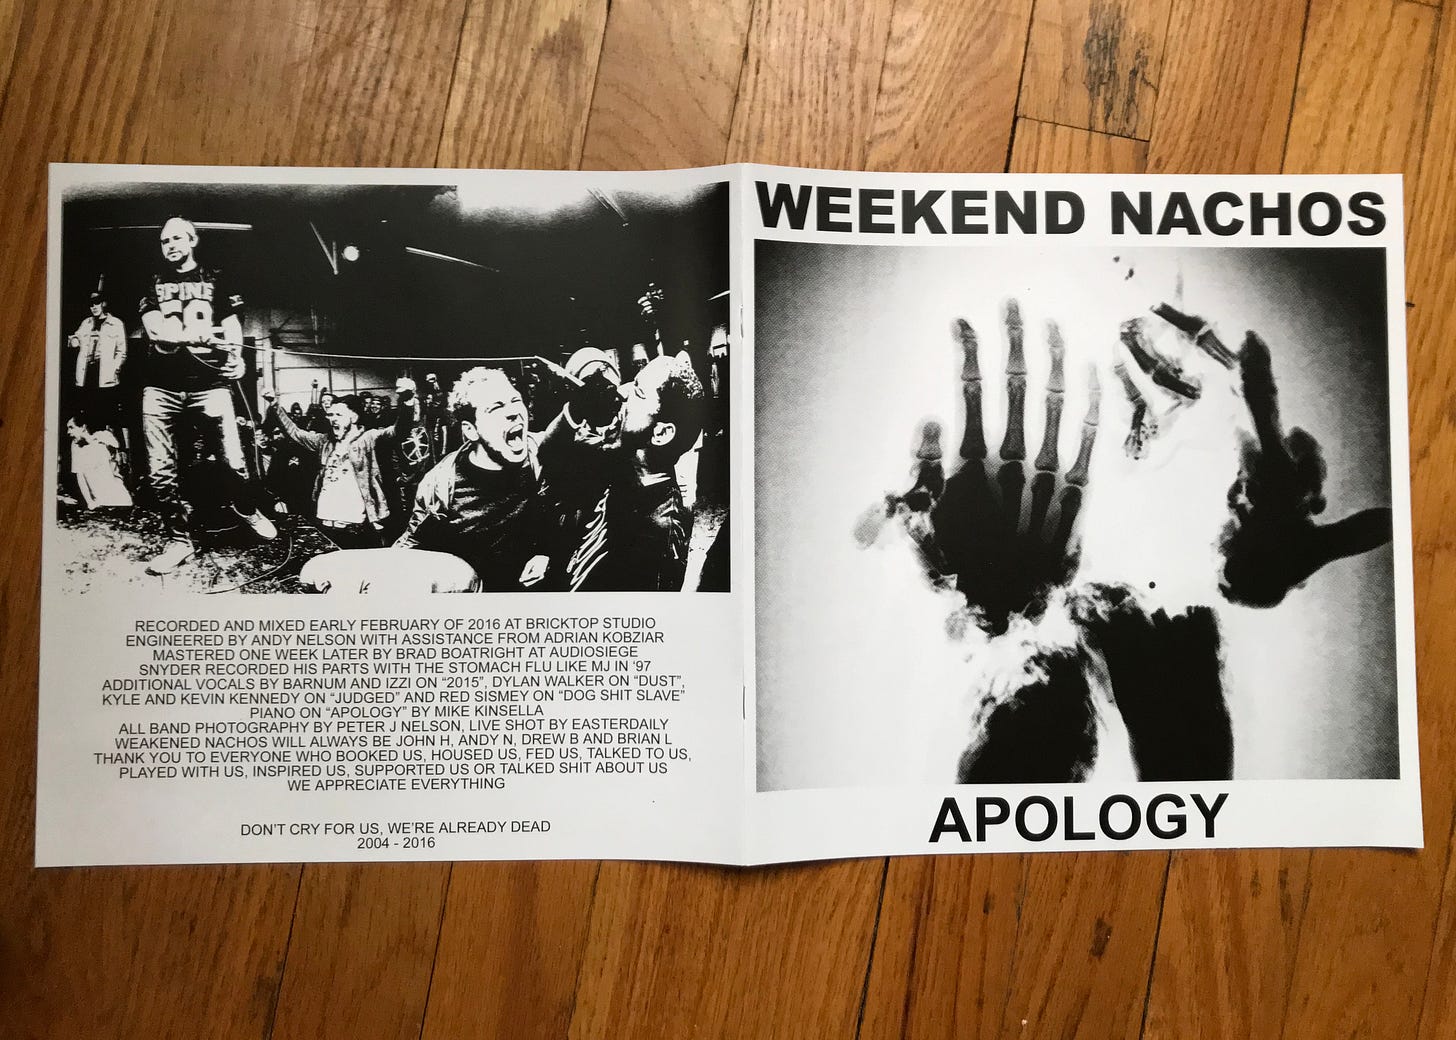 SPINE
RECORDED AND MIXED EARLY FEBRUARY OF 2016 AT BRICKTOP STUDIO
ENGINEERED BY ANDY NELSON WITH ASSISTANCE FROM ADRIAN KOBZIAR
MASTERED ONE WEEK LATER BY BRAD BOATRIGHT AT AUDIOSIEGE
SNYDER RECORDED HIS PARTS WITH THE STOMACH FLU LIKE MJ IN ‘97
ADDITIONAL VOCALS BY BARNUM AND IZZI ON “2015”, DYLAN WALKER ON “DUST”,
KYLE AND KEVIN KENNEDY ON “JUDGED” AND RED SISMEY ON “DOG SHIT SLAVE”
PIANO ON “APOLOGY” BY MIKE KINSELLA
ALL BAND PHOTOGRAPHY BY PETER J NELSON, LIVE SHOT BY EASTERDAILY
WEAKENED NACHOS WILL ALWAYS BE JOHN H, ANDY N, DREW B AND BRIAN L
THANK YOU TO EVERYONE WHO BOOKED US, HOUSED US, FED US, TALKED TO US,
PLAYED WITH US, INSPIRED US, SUPPORTED US OR TALKED SHIT ABOUT US
WE APPRECIATE EVERYTHING
DON’T CRY FOR US, WE’RE ALREADY DEAD
2004 - 2016
WEEKEND NACHOS
APOLOGY